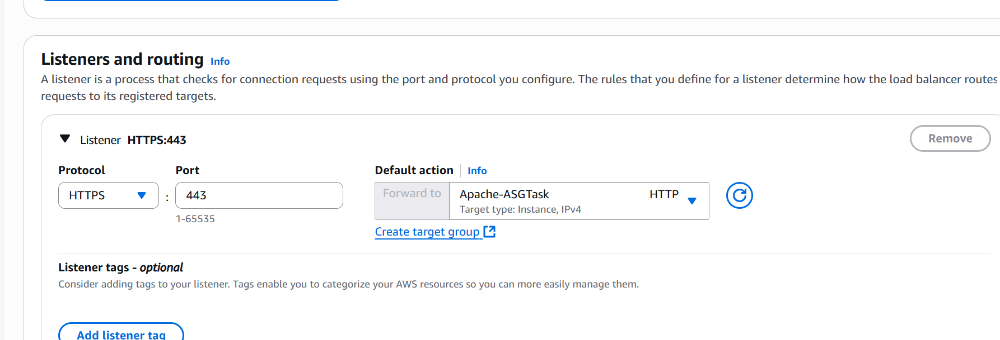 Listeners and routing Info
A listener is a process that checks for connection requests using the port and protocol you configure. The rules that you define for a listener determine how the load balancer routes
requests to its registered targets.
Listener HTTPS:443
Remove
Protocol
Port
Default action
Info
HTTPS
:
443
Forward to
Apache-ASGTask
HTTP
Target type: Instance, IPv4
1-65535
Create target group
Listener tags - optional
Consider adding tags to your listener. Tags enable you to categorize your AWS resources so you can more easily manage them.
Add listener tag